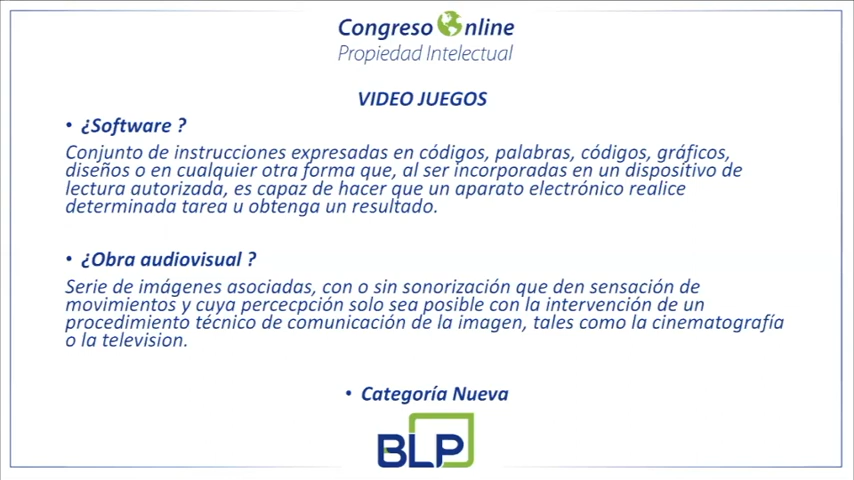 Congreso Online
Propiedad Intelectual
VIDEO JUEGOS
• ¿Software ?
Conjunto de instrucciones expresadas en códigos, palabras, códigos, gráficos,
diseños o en cualquier otra forma que, al ser incorporadas en un dispositivo de
lectura autorizada, es capaz de hacer que un aparato electrónico realice
determinada tarea u obtenga un resultado.
• ¿Obra audiovisual ?
Serie de imágenes asociadas, con o sin sonorización que den sensación de
movimientos y cuya percecpción solo sea posible con la intervención de un
procedimiento técnico de comunicación de la imagen, tales como la cinematografía
o la television.
• Categoría Nueva
BLP